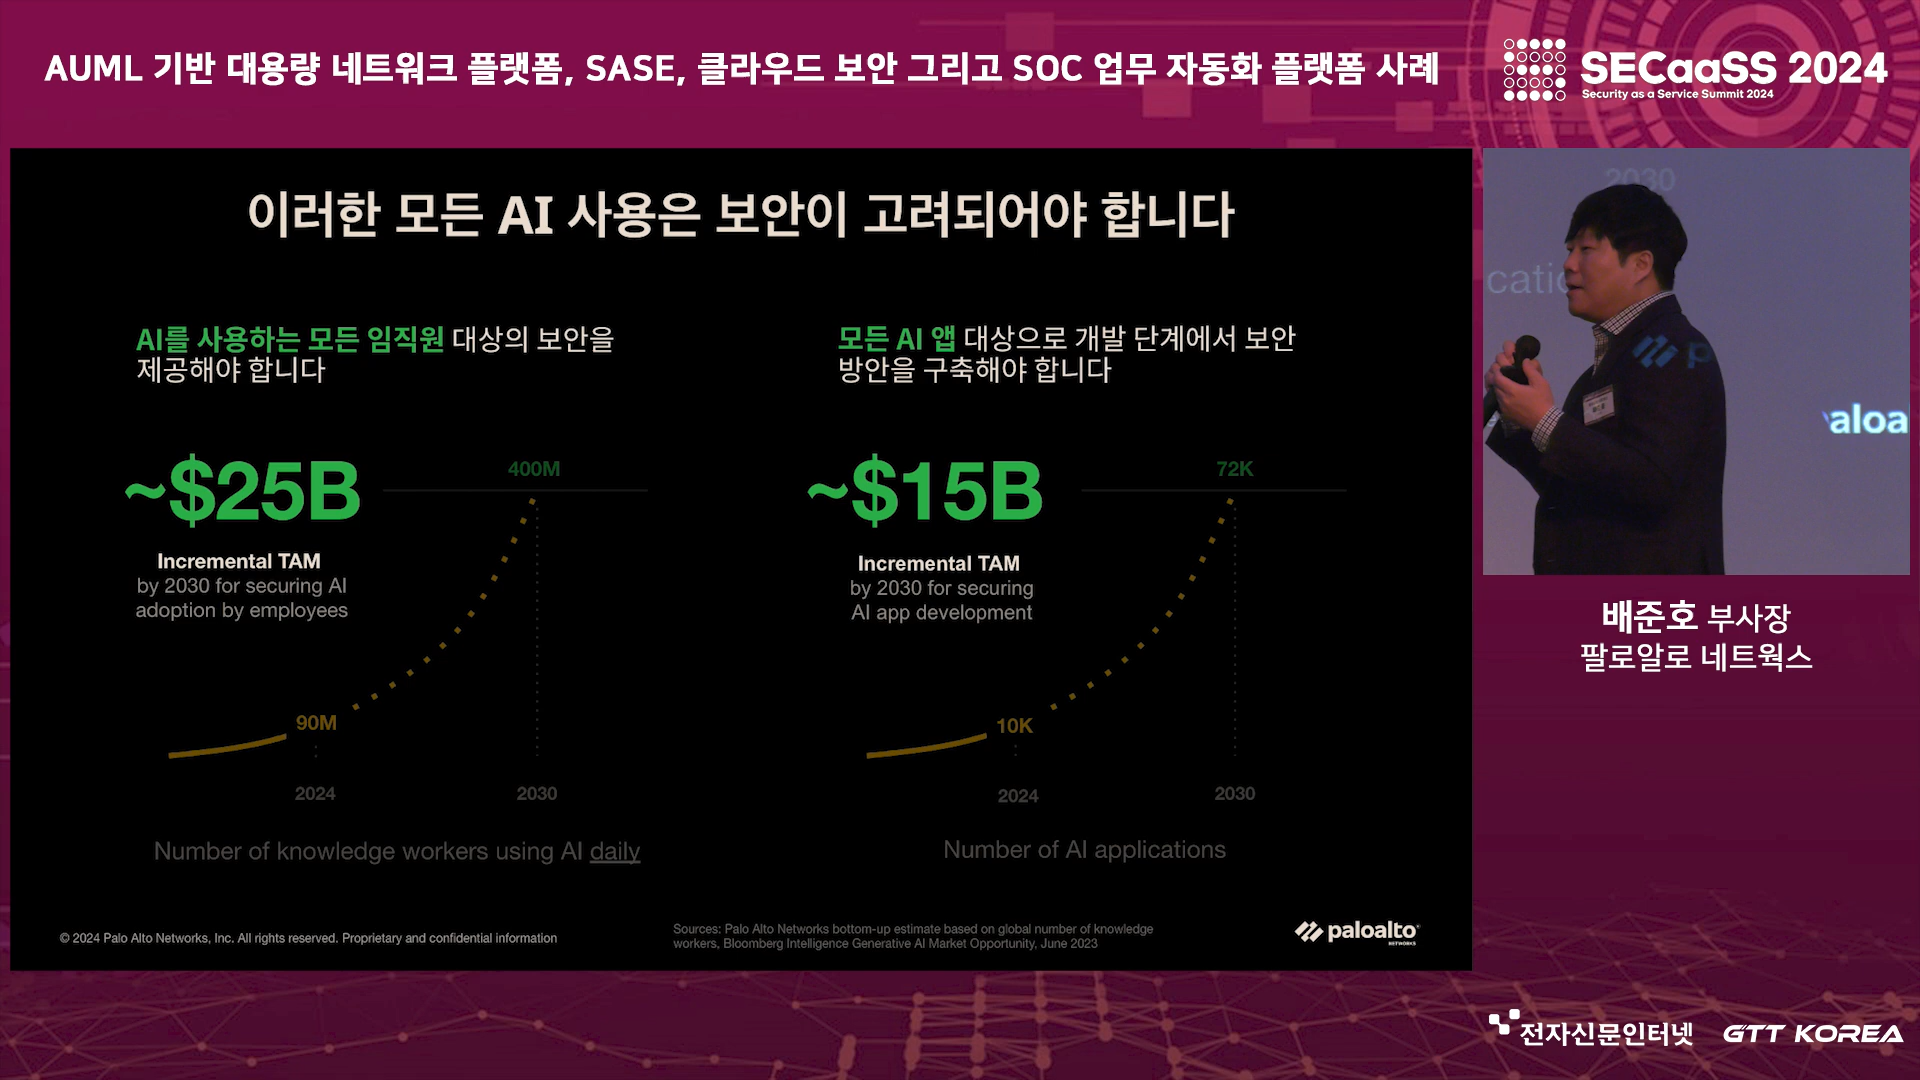 AUML 기반 대용량 네트워크 플랫폼, SASE, 클라우드 보안 그리고 SOC 업무 자동화 플랫폼 사례
SECaaSS 2024
Security as a Service Summit 2024
이러한 모든 AI 사용은 보안이 고려되어야 합니다
AI를 사용하는 모든 임직원 대상의 보안을
제공해야 합니다
~$25B
Incremental TAM
by 2030 for securing AI
adoption by employees
400M
90M
2024
2030
Number of knowledge workers using AI daily
모든 AI 앱 대상으로 개발 단계에서 보안
방안을 구축해야 합니다
~$15B
Incremental TAM
by 2030 for securing
AI app development
72K
10K
2024
2030
Number of AI applications
© 2024 Palo Alto Networks, Inc. All rights reserved. Proprietary and confidential information
Sources: Palo Alto Networks bottom-up estimate based on global number of knowledge
workers, Bloomberg Intelligence Generative AI Market Opportunity, June 2023
paloalto
NETWORKS
2030
catic
p
aloa
배준호 부사장
팔로알로 네트웍스
전자신문인터넷
GTT KOREA